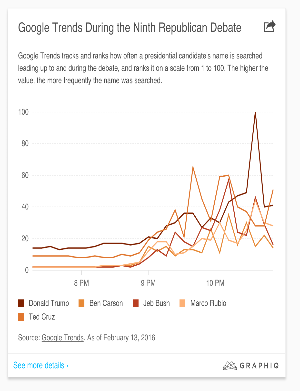 Google Trends During the Ninth Republican Debate
Google Trends tracks and ranks how often a presidential candidate's name is searched
leading up to and during the debate, and ranks it on a scale from 1 to 100. The higher the
value, the more frequently the name was searched.
100
80
60
40
20
0
8 PM 9 PM 10 PM
Donald Trump Ben Carson Jeb Bush Marco Rubio
Ted Cruz
Source: Google Trends. As of February 13, 2016
See more details ›
GRAPHIQ